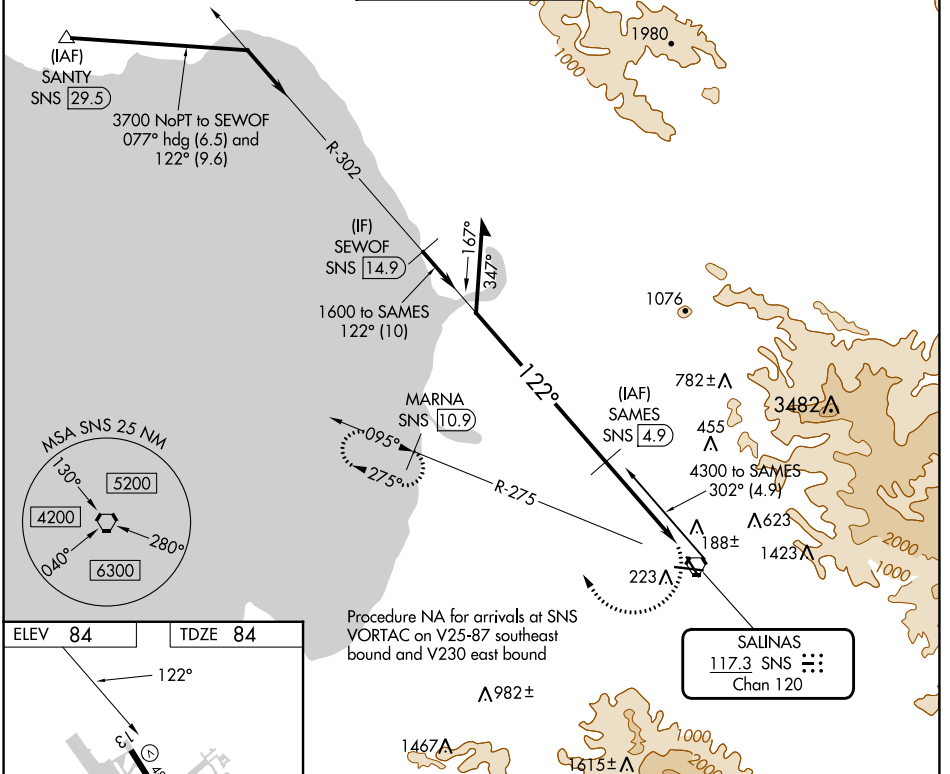 1980
1000
(IAF)
SANTY
SNS 29.5
3700 NoPT to SEWOF
077° hdg (6.5) and
122° (9.6)
R-302
(IF)
SEWOF
SNS 14.9
167°
347°
1600 to SAMES
122° (10)
1076
122°
782±
3482
(IAF)
SAMES
SNS 4.9
455
MARNA
SNS 10.9
095°
275°
R-275
4300 to SAMES
302° (4.9)
MSA SNS 25 NM
130°
5200
4200
040°
280°
6300
623
188±
1423
2000
1000
223
Procedure NA for arrivals at SNS
VORTAC on V25-87 southeast
bound and V230 east bound
ELEV 84
TDZE 84
122°
SALINAS
117.3 SNS
Chan 120
982±
13
V
1467
1615±
1000
2000